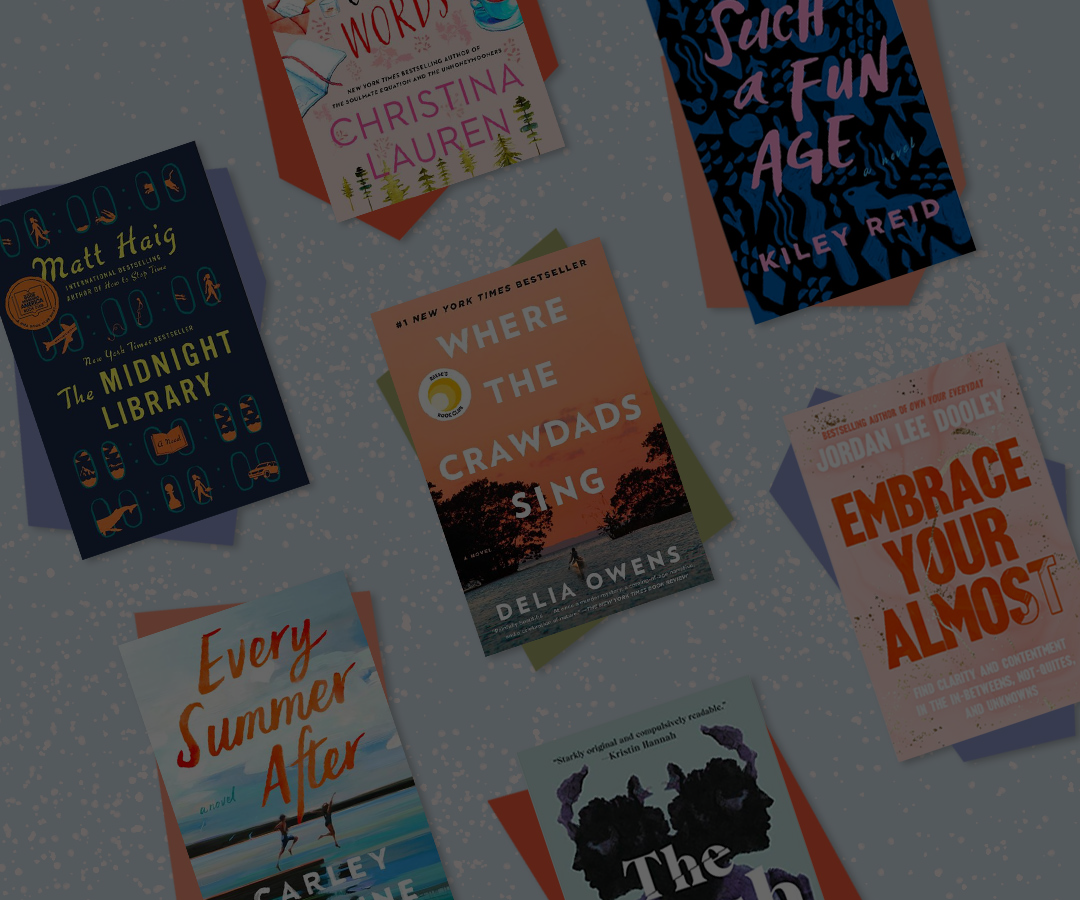 WORDS
NEW YORK TIMES BESTSELLING AUTHOR OF
THE SOULMATE EQUATION AND THE UNHONEYMOONERS
CHRISTINA
LAUREN
Such
a FUN
AGE
a novel
KILEY REID
Matt Haig
INTERNATIONAL BESTSELLING
AUTHOR OF How to Stop Time
New York Times BESTSELLER
The MIDNIGHT
LIBRARY
A Novel
#1 NEW YORK TIMES BESTSELLER
WHERE
THE
CRAWDADS
SING
A NOVEL
DELIA OWENS
BESTSELLING AUTHOR OF OWN YOUR EVERYDAY
JORDAN LEE DOOLEY
EMBRACE
YOUR
ALMOST
FIND CLARITY AND CONTENTMENT
IN THE IN-BETWEENS, NOT-QUITES,
AND UNKNOWNS
Every
Summer
After
a novel
CARLEY
"Starkly original and compulsively readable."
—Kristin Hannah
The